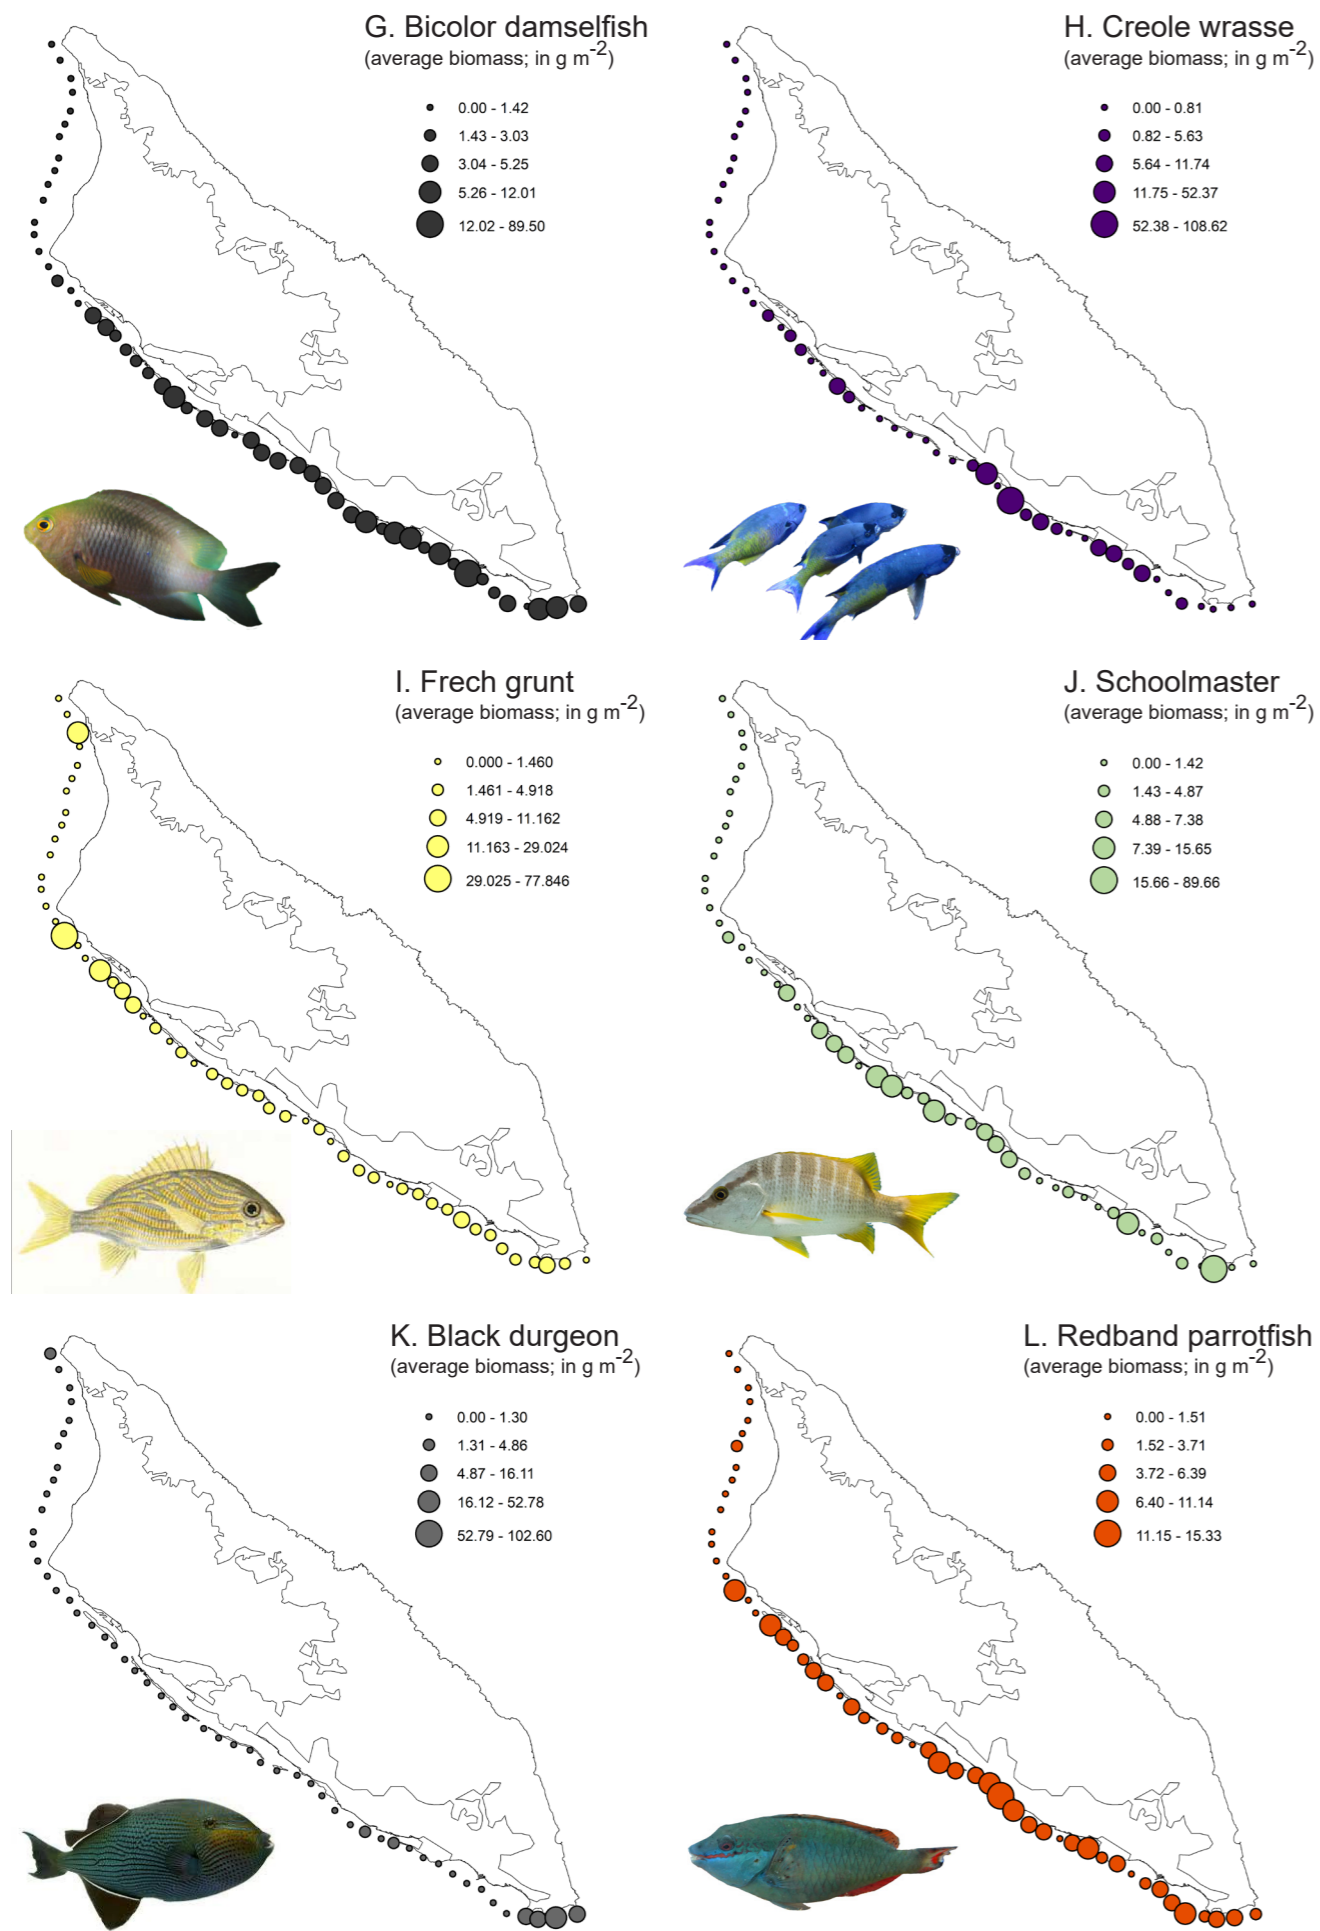 G. Bicolor damselfish
(average biomass; in g m-2)
0.00 - 1.42
1.43 - 3.03
3.04 - 5.25
5.26 - 12.01
12.02 - 89.50
H. Creole wrasse
(average biomass; in g m-2)
0.00 - 0.81
0.82 - 5.63
5.64 - 11.74
11.75 - 52.37
52.38 - 108.62
I. Frech grunt
(average biomass; in g m-2)
0.000 - 1.460
1.461 - 4.918
4.919 - 11.162
11.163 - 29.024
29.025 - 77.846
J. Schoolmaster
(average biomass; in g m-2)
0.00 - 1.42
1.43 - 4.87
4.88 - 7.38
7.39 - 15.65
15.66 - 89.66
K. Black durgeon
(average biomass; in g m-2)
0.00 - 1.30
1.31 - 4.86
4.87 - 16.11
16.12 - 52.78
52.79 - 102.60
L. Redband parrotfish
(average biomass; in g m-2)
0.00 - 1.51
1.52 - 3.71
3.72 - 6.39
6.40 - 11.14
11.15 - 15.33